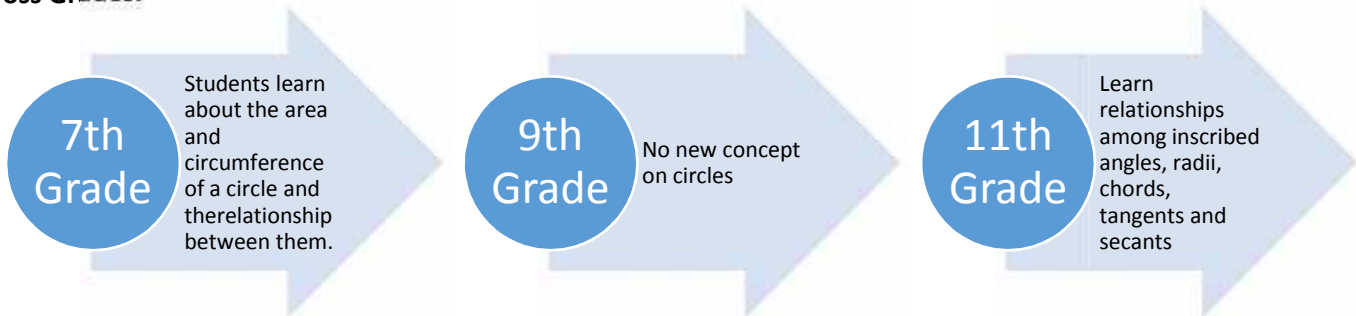 7th
Grade
Students learn
about the area
and
circumference
of a circle and
therelationship
between them.
9th
Grade
No new concept
on circles
11th
Grade
Learn
relationships
among inscribed
angles, radii,
chords,
tangents and
secants